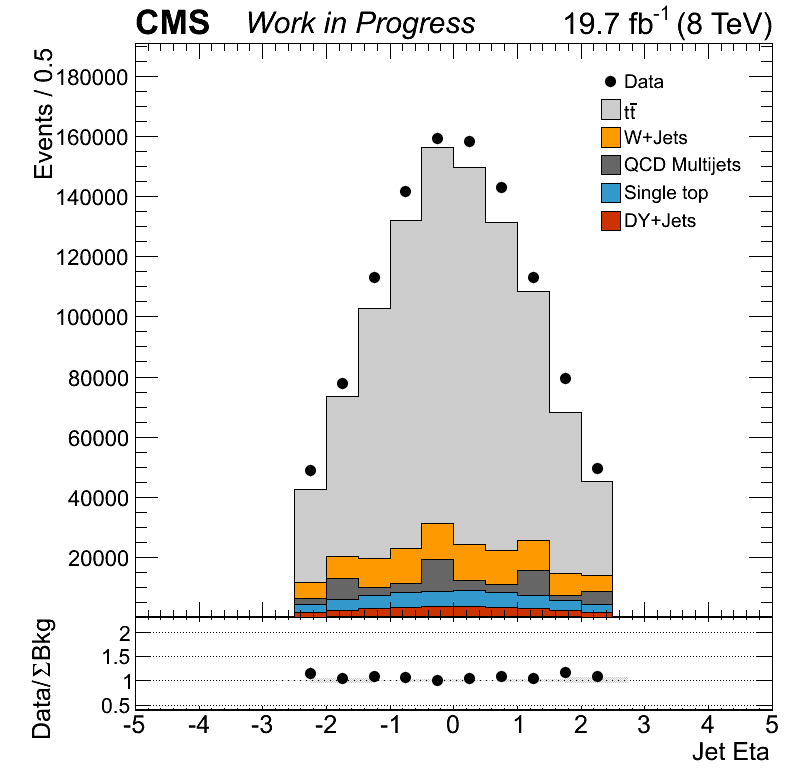 CMS Work in Progress 19.7 fb⁻¹ (8 TeV)
Events / 0.5
180000
160000
140000
120000
100000
80000
60000
40000
20000
Data
tt̄
W+Jets
QCD Multijets
Single top
DY+Jets
Data/ΣBkg
2
1.5
1
0.5
-5 -4 -3 -2 -1 0 1 2 3 4 5
Jet Eta